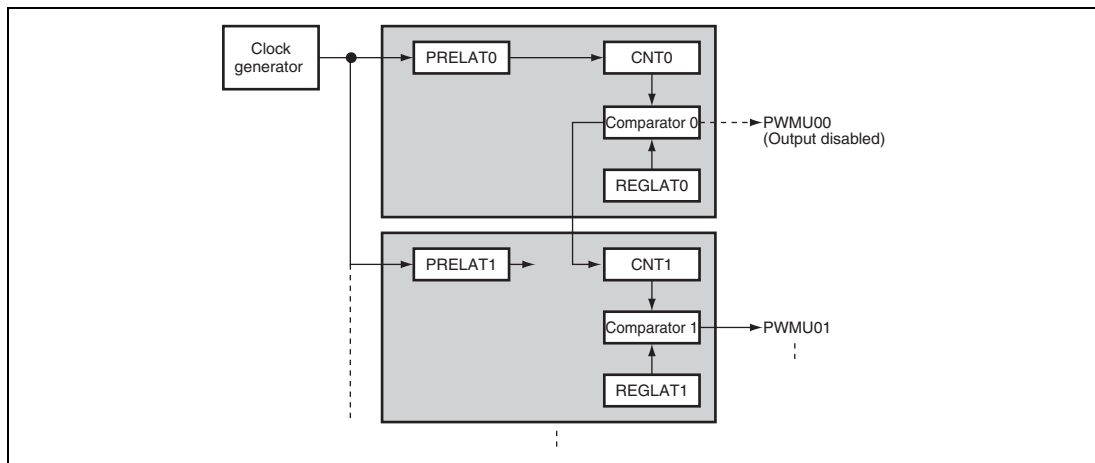 Clock
generator
PRELAT0
CNT0
Comparator 0
PWMU00
(Output disabled)
REGLAT0
PRELAT1
CNT1
Comparator 1
PWMU01
REGLAT1